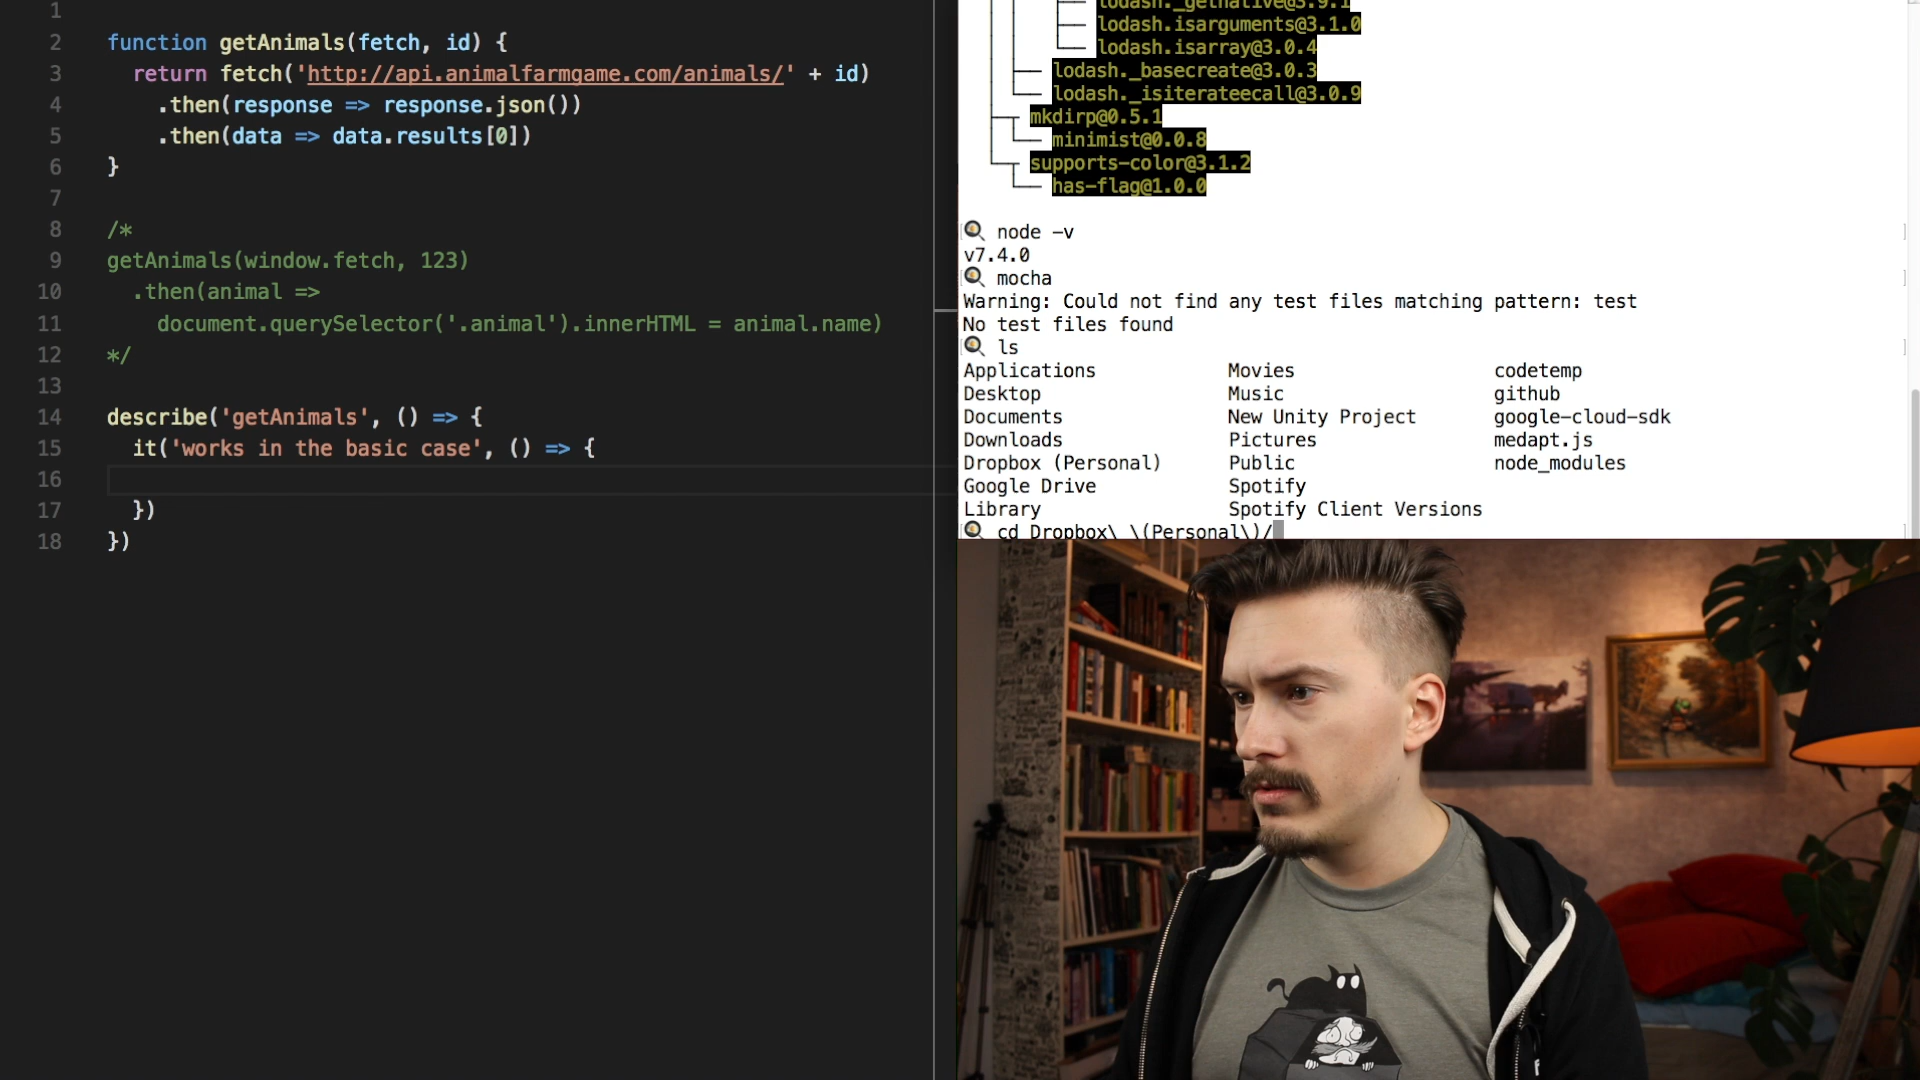 1
2 function getAnimals(fetch, id) {
3 return fetch('http://api.animalfarmgame.com/animals/' + id)
4 .then(response => response.json())
5 .then(data => data.results[0])
6 }
7
8 /*
9 getAnimals(window.fetch, 123)
10 .then(animal =>
11 document.querySelector('.animal').innerHTML = animal.name)
12 */
13
14 describe('getAnimals', () => {
15 it('works in the basic case', () => {
16
17 })
18 })
lodash._getnative@3.9.1
lodash.isarguments@3.1.0
lodash.isarray@3.0.4
lodash._basecreate@3.0.3
lodash._isiterateecall@3.0.9
mkdirp@0.5.1
minimist@0.0.8
supports-color@3.1.2
has-flag@1.0.0
node -v
v7.4.0
mocha
Warning: Could not find any test files matching pattern: test
No test files found
ls
Applications Movies codetemp
Desktop Music github
Documents New Unity Project google-cloud-sdk
Downloads Pictures medapt.js
Dropbox (Personal) Public node_modules
Google Drive Spotify
Library Spotify Client Versions
cd Dropbox\ \(Personal\)/